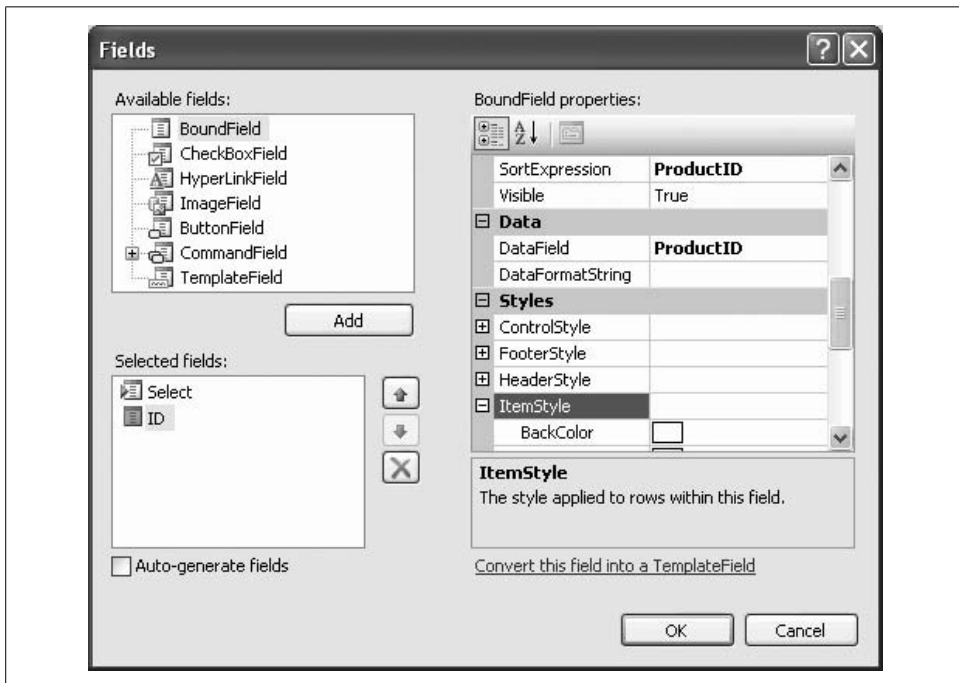 Fields
Available fields:
BoundField
CheckBoxField
HyperLinkField
ImageField
ButtonField
CommandField
TemplateField
Add
Selected fields:
Select
ID
Auto-generate fields
BoundField properties:
SortExpression ProductID
Visible True
Data
DataField ProductID
DataFormatString
Styles
ControlStyle
FooterStyle
HeaderStyle
ItemStyle
BackColor
ItemStyle
The style applied to rows within this field.
Convert this field into a TemplateField
OK Cancel